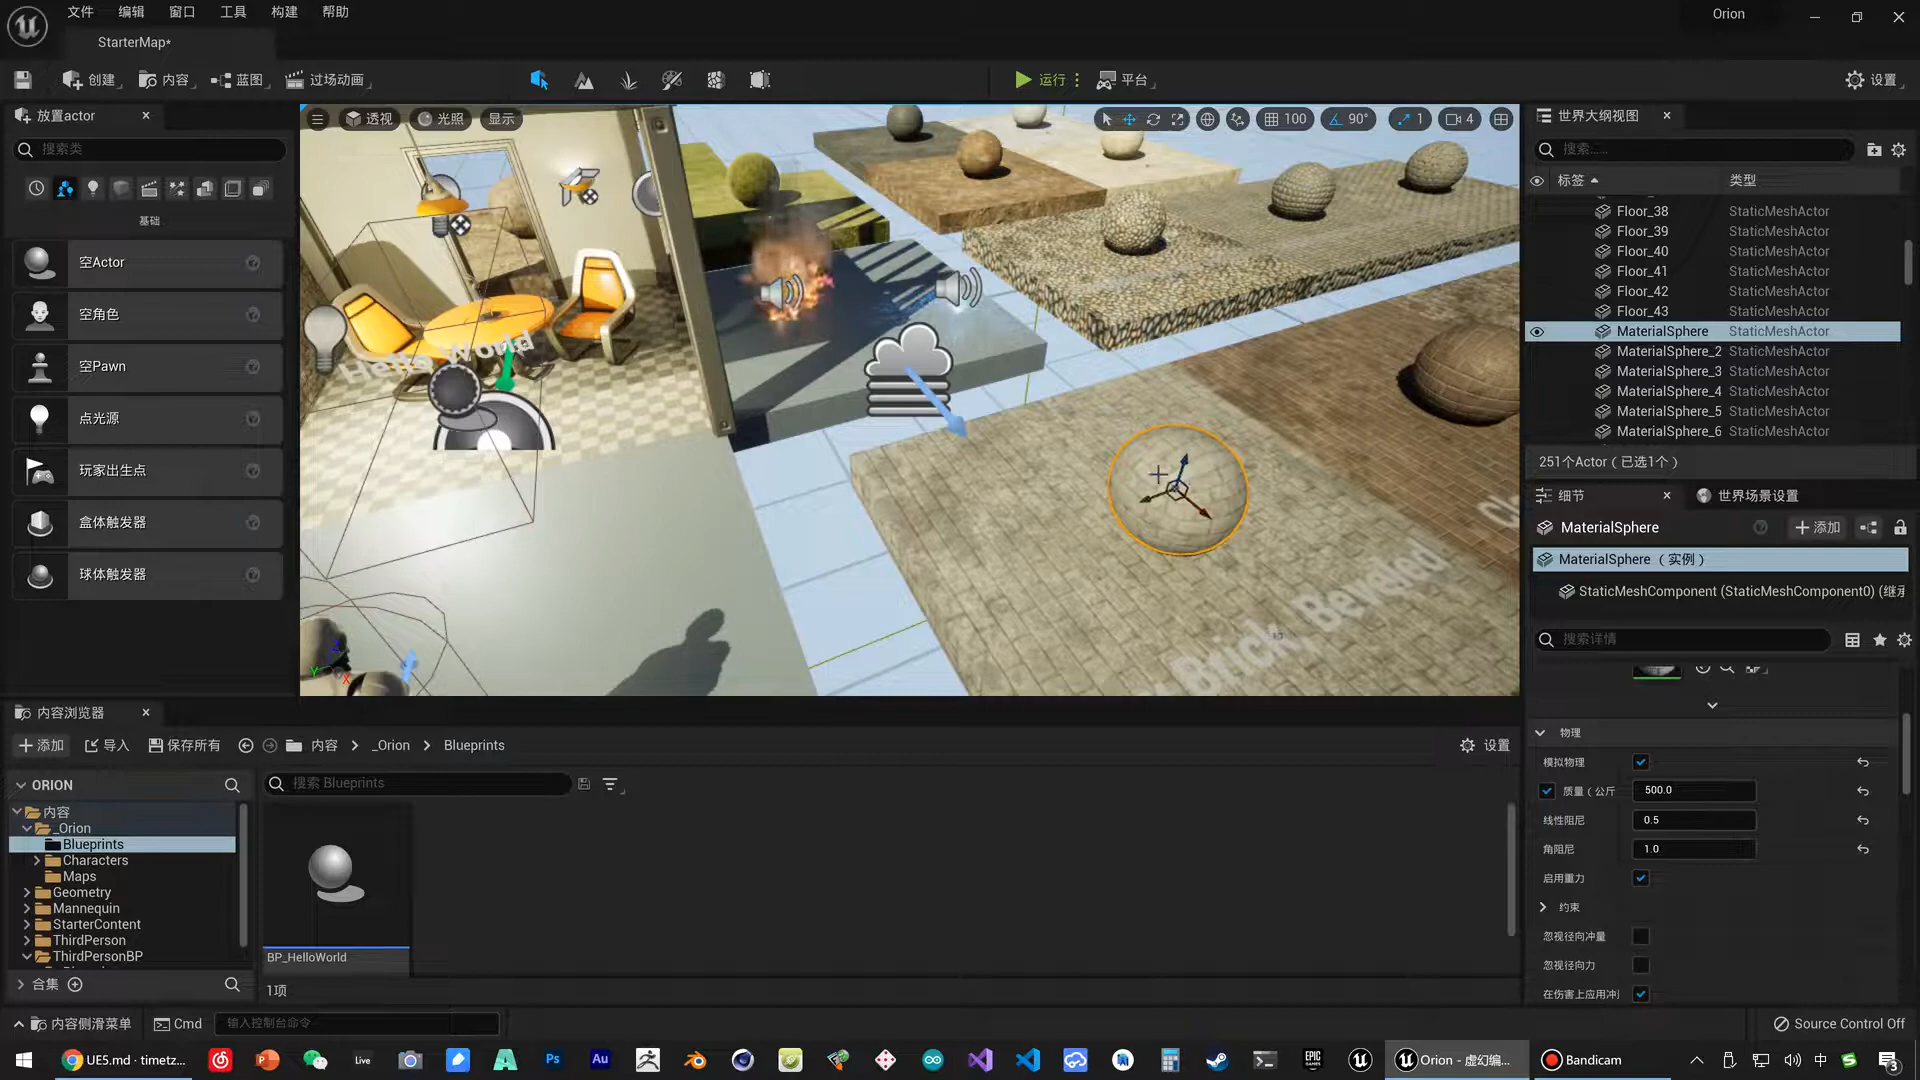 文件 编辑 窗口 工具 构建 帮助
Orion
StarterMap*
创建 内容 蓝图 过场动画
运行 平台
设置
放置actor
搜索类
基础
空Actor
空角色
空Pawn
点光源
玩家出生点
盒体触发器
球体触发器
透视 光照 显示
100 90° 1 4
Hello World
Brick, Beveled
世界大纲视图
搜索......
标签 类型
Floor_38 StaticMeshActor
Floor_39 StaticMeshActor
Floor_40 StaticMeshActor
Floor_41 StaticMeshActor
Floor_42 StaticMeshActor
Floor_43 StaticMeshActor
MaterialSphere StaticMeshActor
MaterialSphere_2 StaticMeshActor
MaterialSphere_3 StaticMeshActor
MaterialSphere_4 StaticMeshActor
MaterialSphere_5 StaticMeshActor
MaterialSphere_6 StaticMeshActor
251个Actor（已选1个）
细节 世界场景设置
MaterialSphere
添加
MaterialSphere （实例）
StaticMeshComponent (StaticMeshComponent0) (继承
搜索详情
物理
模拟物理
质量（公斤 500.0
线性阻尼 0.5
角阻尼 1.0
启用重力
约束
忽视径向冲量
忽视径向力
在伤害上应用冲
内容浏览器
添加 导入 保存所有 内容 _Orion Blueprints
设置
ORION
搜索 Blueprints
内容
_Orion
Blueprints
Characters
Maps
Geometry
Mannequin
StarterContent
ThirdPerson
ThirdPersonBP
合集
BP_HelloWorld
1项
内容侧滑菜单 Cmd 输入控制台命令
Source Control Off
UE5.md · timetz...
Live
Ps
Au
EPIC GAMES
Orion - 虚幻编...
Bandicam
中
3